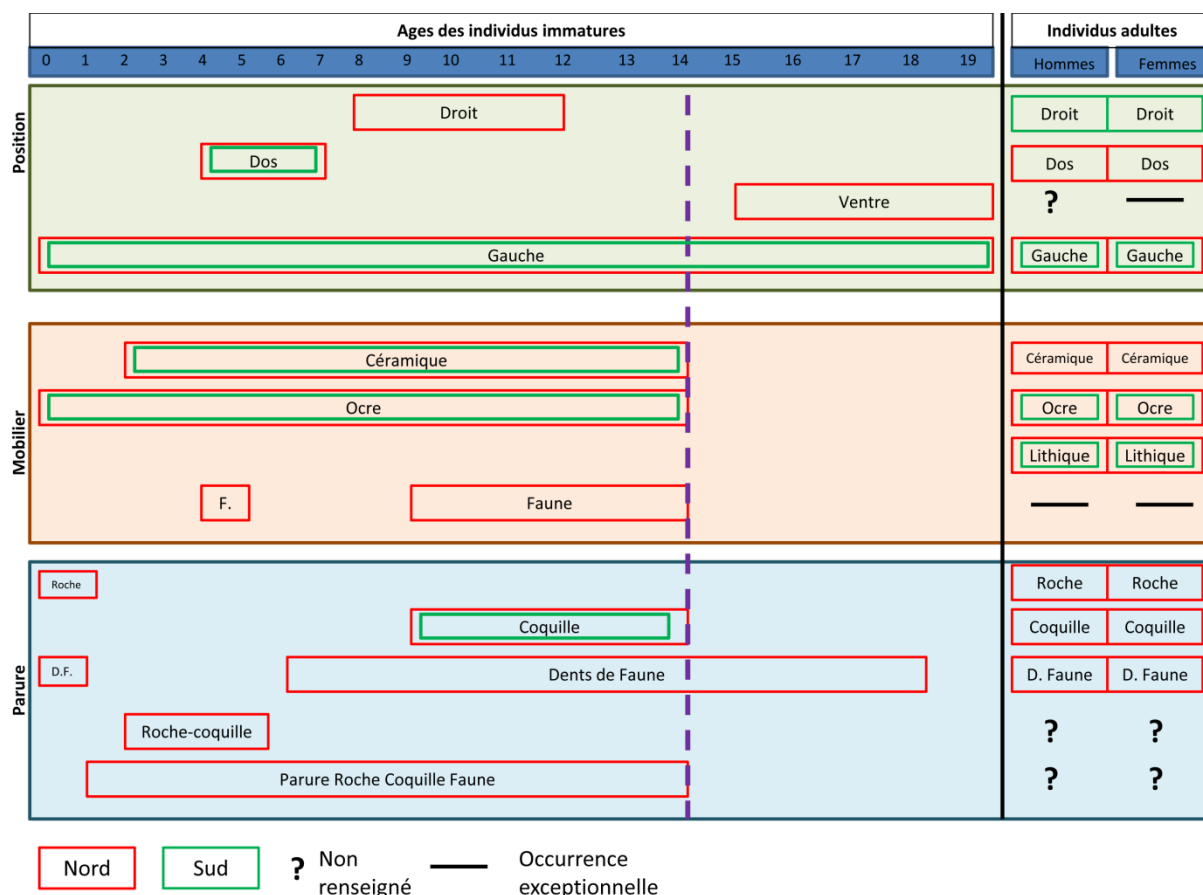 Ages des individus immatures
Individus adultes
0 1 2 3 4 5 6 7 8 9 10 11 12 13 14 15 16 17 18 19
Hommes Femmes
Position
Droit
Droit Droit
Dos
Dos Dos
Ventre
?
Gauche
Gauche Gauche
Mobilier
Céramique
Céramique Céramique
Ocre
Ocre Ocre
Lithique Lithique
F. Faune
Parure
Roche
Roche Roche
Coquille
Coquille Coquille
D.F. Dents de Faune
D. Faune D. Faune
Roche-coquille
? ?
Parure Roche Coquille Faune
? ?
Nord
Sud
? Non
renseigné
Occurrence
exceptionnelle